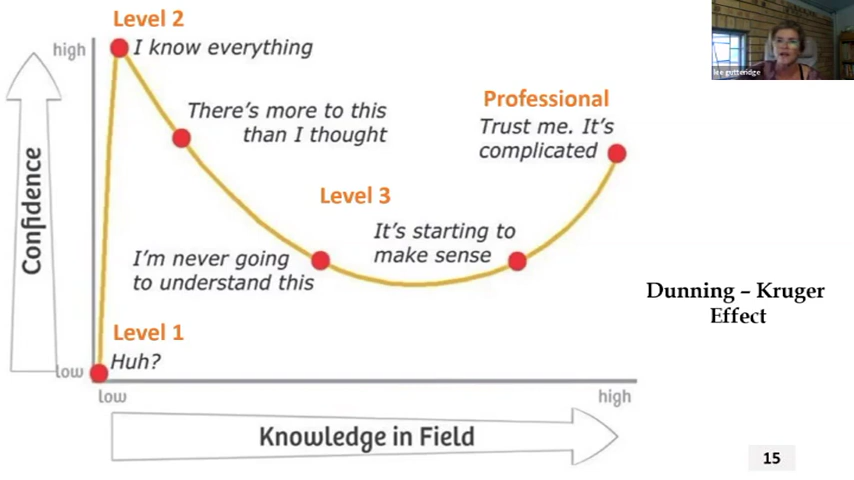 Level 2
high
I know everything
lee gutteridge
There's more to this
than I thought
Professional
Trust me. It's
complicated
Confidence
Level 3
It's starting to
make sense
I'm never going
to understand this
Dunning – Kruger
Effect
Level 1
Huh?
low
low
high
Knowledge in Field
15